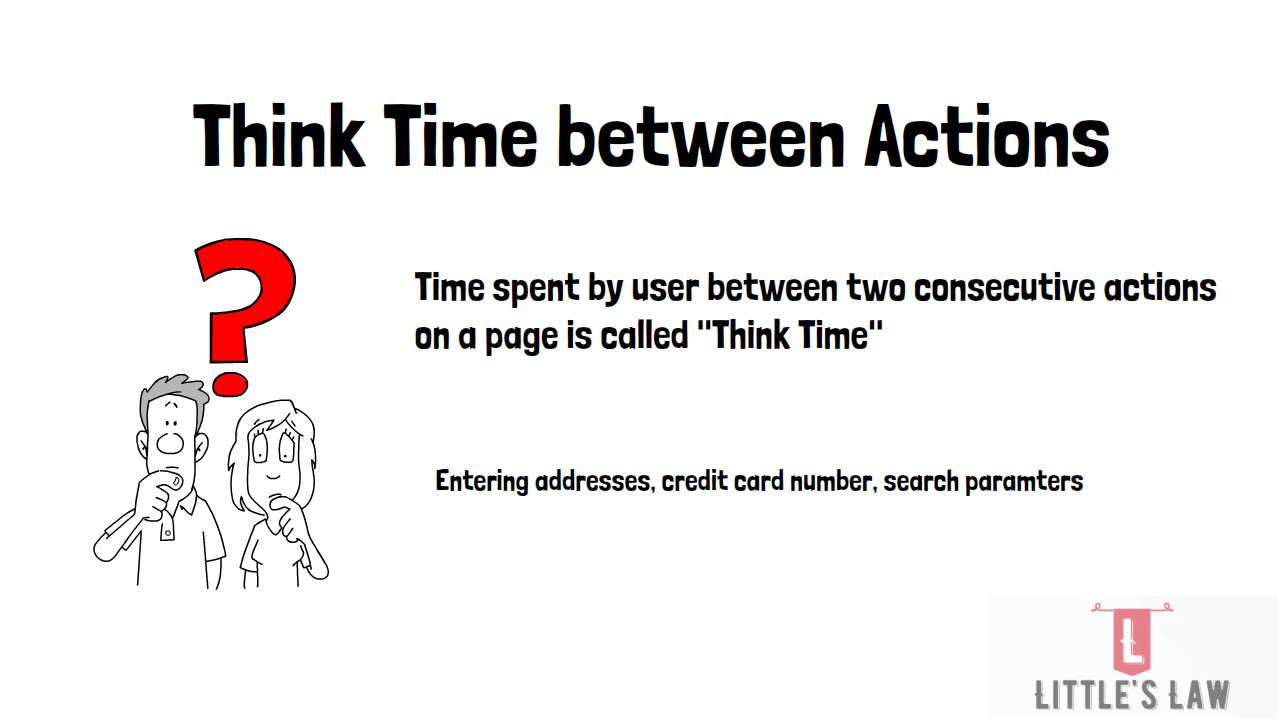 Think Time between Actions
?
Time spent by user between two consecutive actions
on a page is called "Think Time"
Entering addresses, credit card number, search paramters
L
LITTLE'S LAW